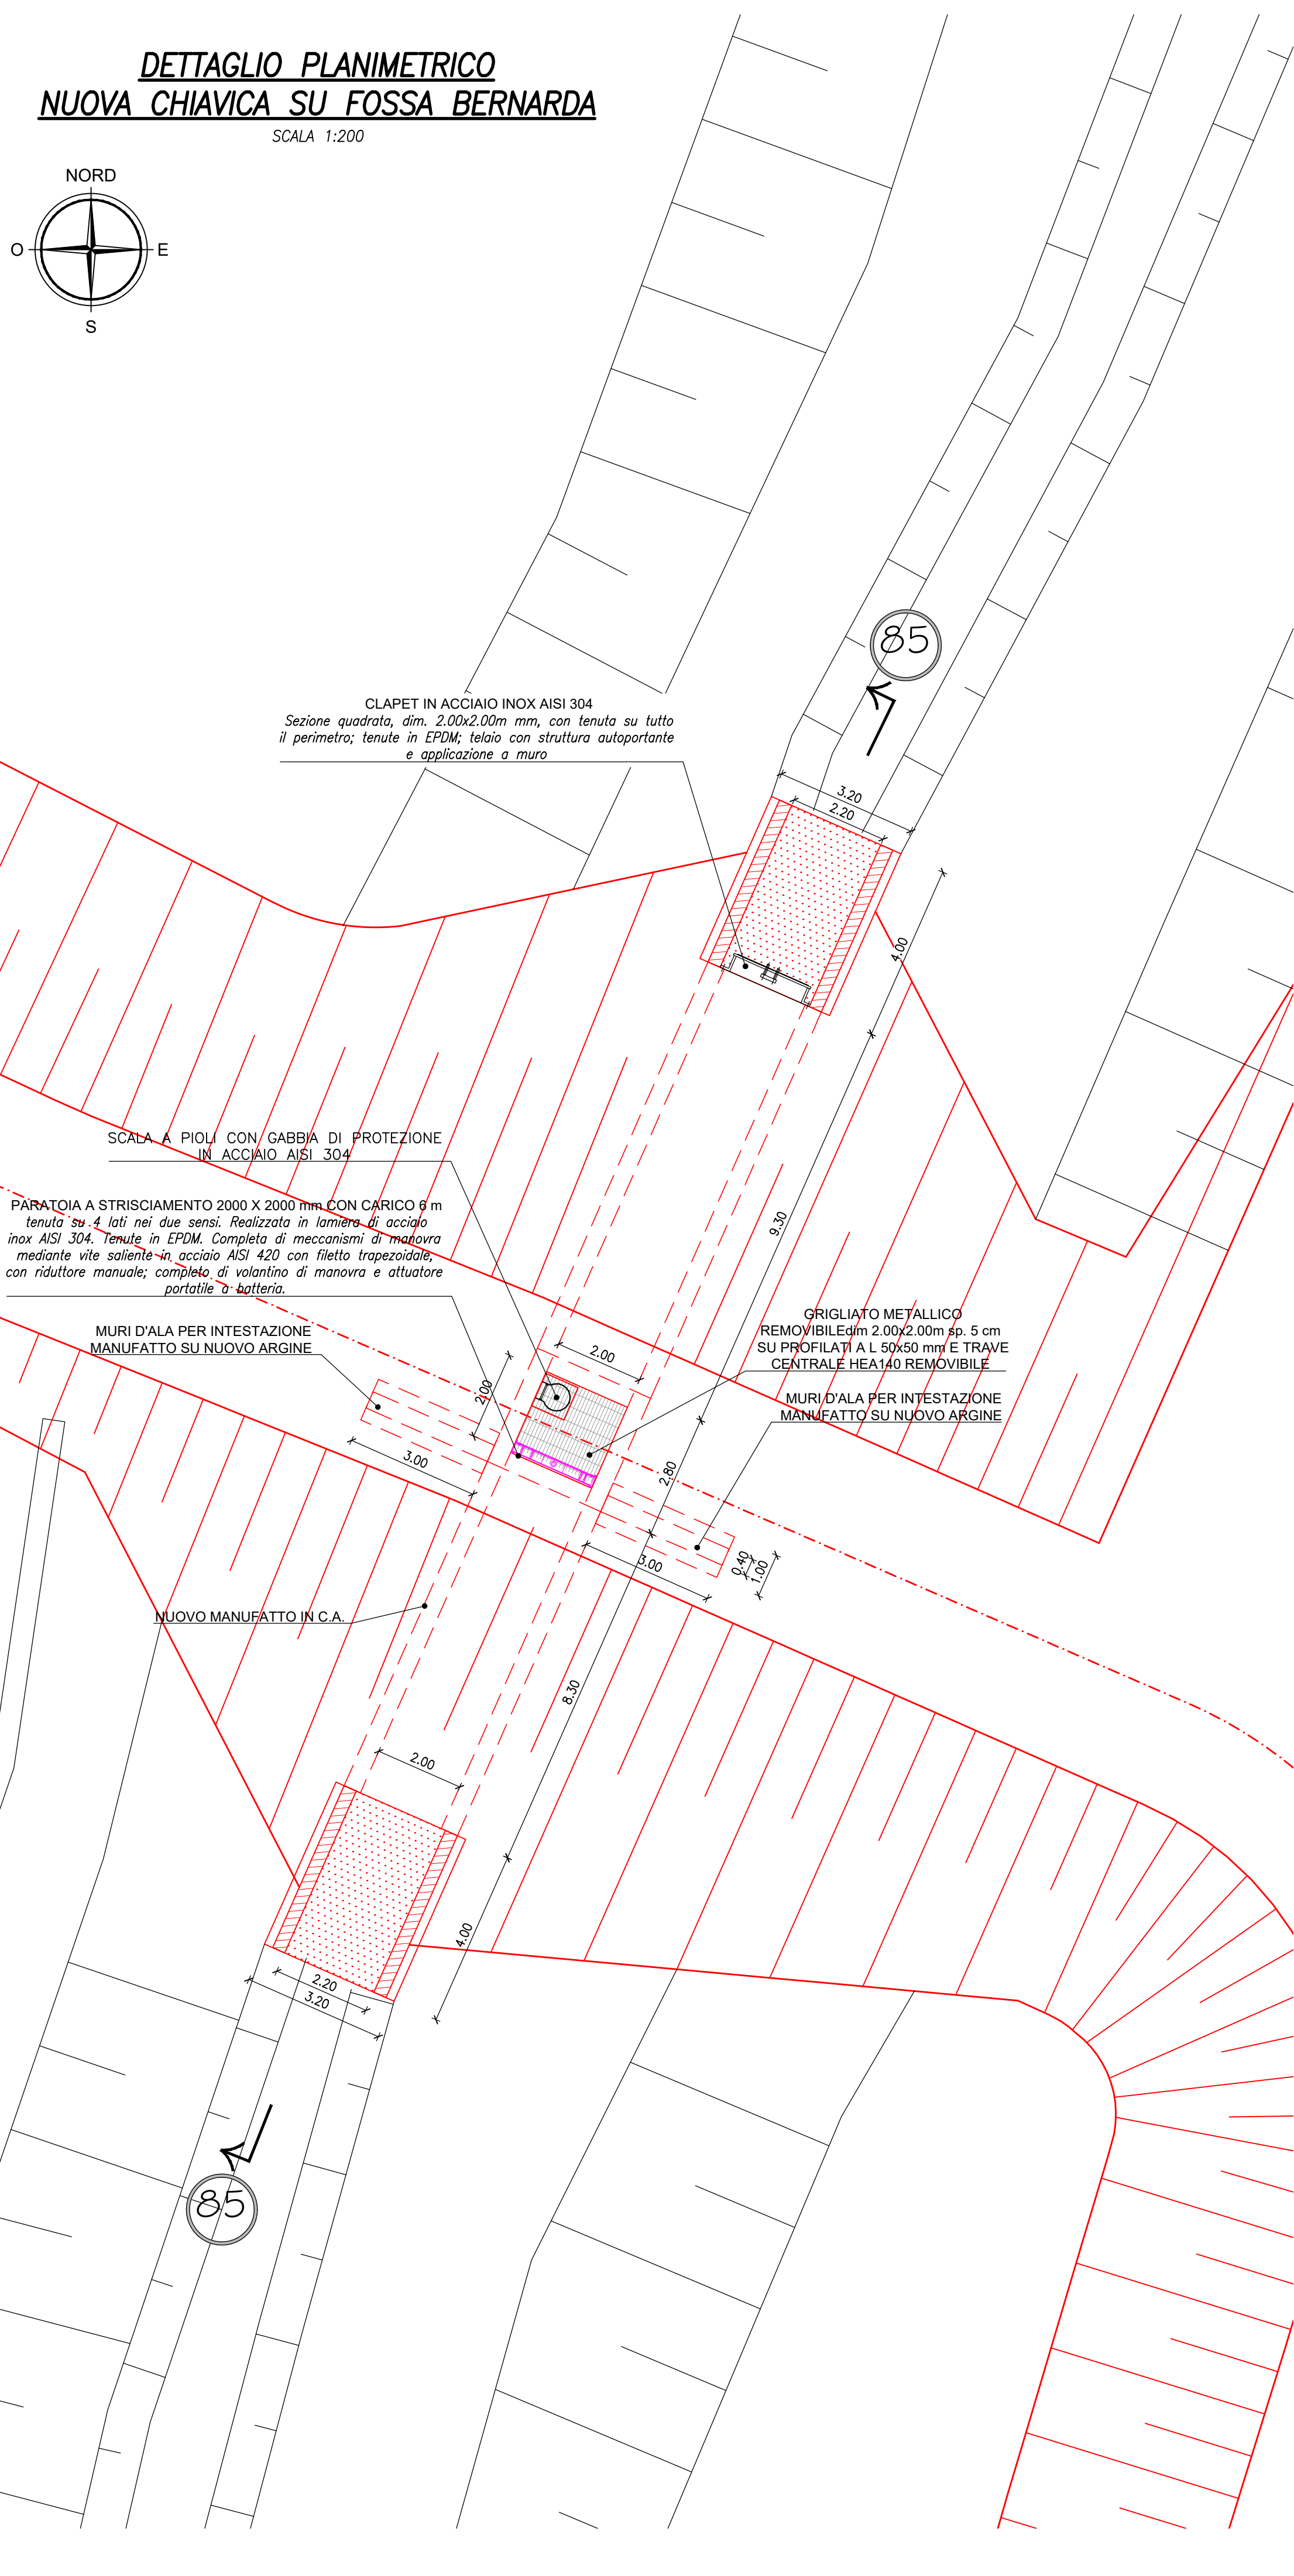 DETTAGLIO PLANIMETRICO
NUOVA CHIAVICA SU FOSSA BERNARDA
SCALA 1:200
NORD
O
E
S
85
CLAPET IN ACCIAIO INOX AISI 304
Sezione quadrata, dim. 2.00x2.00m mm, con tenuta su tutto
il perimetro; tenute in EPDM; telaio con struttura autoportante
e applicazione a muro
3.20
2.20
4.00
SCALA A PIOLI CON GABBIA DI PROTEZIONE
IN ACCIAIO AISI 304
PARATOIA A STRISCIAMENTO 2000 X 2000 mm CON CARICO 6 m
tenuta su 4 lati nei due sensi. Realizzata in lamiera di acciaio
inox AISI 304. Tenute in EPDM. Completa di meccanismi di manovra
mediante vite saliente in acciaio AISI 420 con filetto trapezoidale,
con riduttore manuale; completo di volantino di manovra e attuatore
portatile a batteria.
9.30
MURI D'ALA PER INTESTAZIONE
MANUFATTO SU NUOVO ARGINE
GRIGLIATO METALLICO
REMOVIBILEdim 2.00x2.00m sp. 5 cm
SU PROFILATI A L 50x50 mm E TRAVE
CENTRALE HEA140 REMOVIBILE
2.00
2.00
MURI D'ALA PER INTESTAZIONE
MANUFATTO SU NUOVO ARGINE
3.00
2.80
3.00
0.40
1.00
NUOVO MANUFATTO IN C.A.
8.30
2.00
4.00
2.20
3.20
85